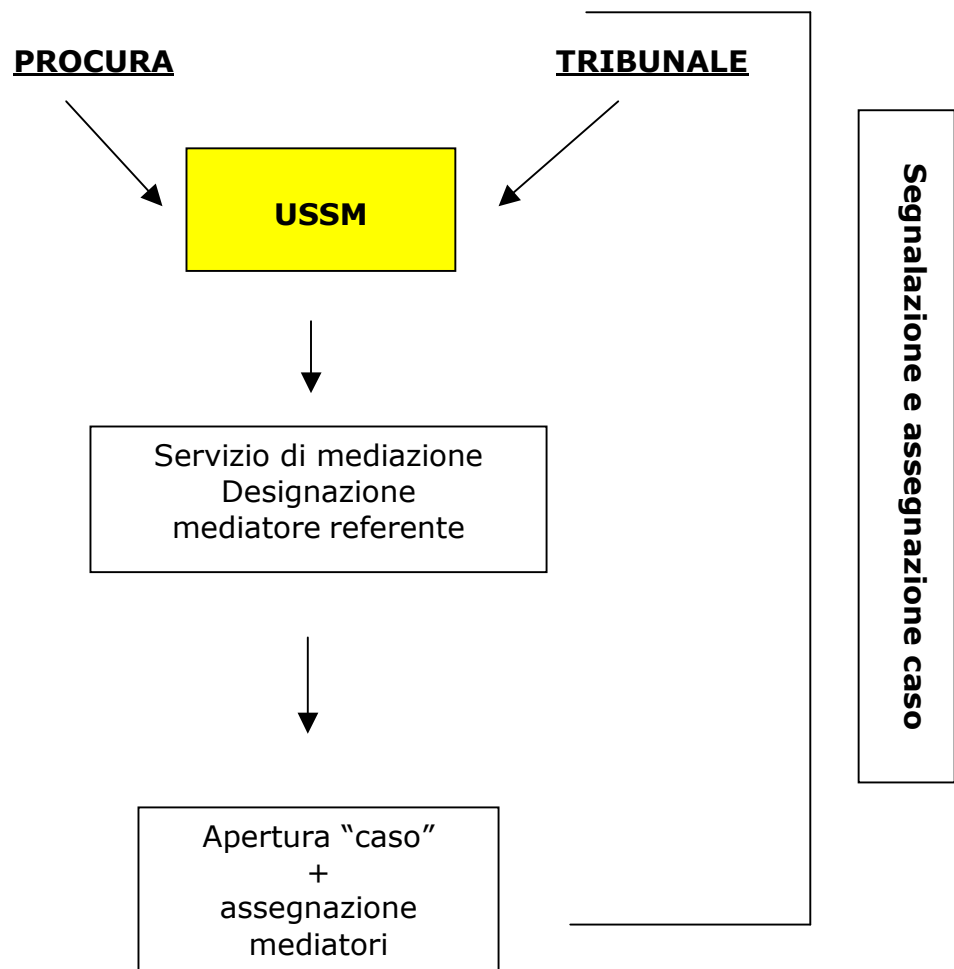 PROCURA
TRIBUNALE
USSM
Servizio di mediazione
Designazione
mediatore referente
Apertura “caso”
+
assegnazione
mediatori
Segnalazione e assegnazione caso